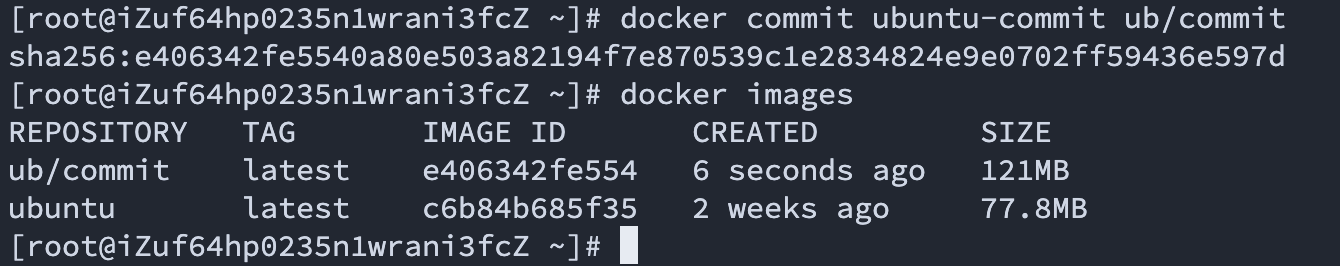 [root@iZuf64hp0235n1wrani3fcZ ~]# docker commit ubuntu-commit ub/commit
sha256:e406342fe5540a80e503a82194f7e870539c1e2834824e9e0702ff59436e597d
[root@iZuf64hp0235n1wrani3fcZ ~]# docker images
REPOSITORY   TAG       IMAGE ID       CREATED         SIZE
ub/commit    latest    e406342fe554   6 seconds ago   121MB
ubuntu       latest    c6b84b685f35   2 weeks ago     77.8MB
[root@iZuf64hp0235n1wrani3fcZ ~]#